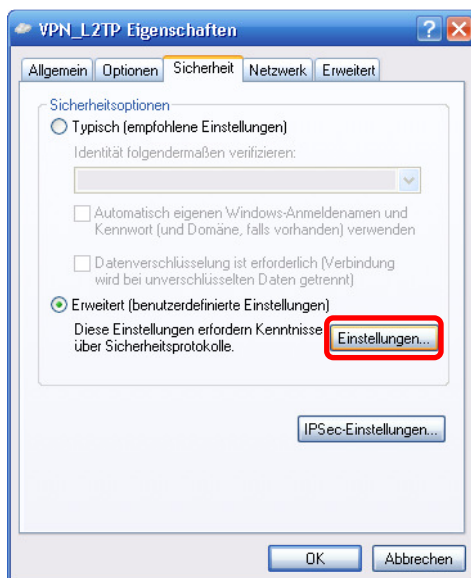 VPN_L2TP Eigenschaften
Allgemein Optionen Sicherheit Netzwerk Erweitert
Sicherheitsoptionen
Typisch (empfohlene Einstellungen)
Identität folgendermaßen verifizieren:
Automatisch eigenen Windows-Anmeldenamen und
Kennwort (und Domäne, falls vorhanden) verwenden
Datenverschlüsselung ist erforderlich (Verbindung
wird bei unverschlüsselten Daten getrennt)
Erweitert (benutzerdefinierte Einstellungen)
Diese Einstellungen erfordern Kenntnisse
über Sicherheitsprotokolle.
Einstellungen...
IPSec-Einstellungen...
OK Abbrechen